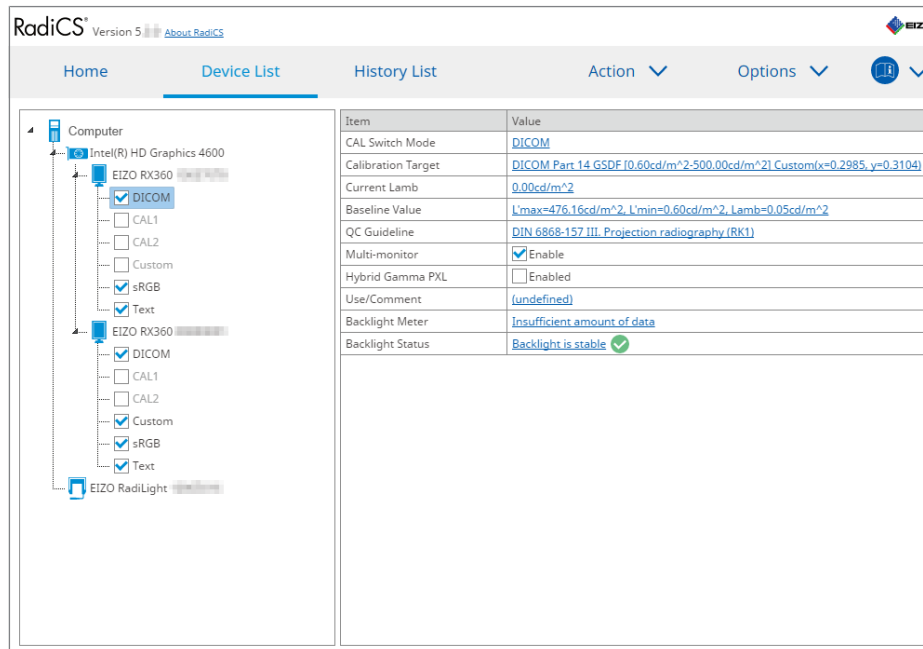 RadiCS® Version 5 About RadiCS EIZ
Home Device List History List Action Options
Computer
Intel(R) HD Graphics 4600
EIZO RX360
DICOM
CAL1
CAL2
Custom
sRGB
Text
EIZO RX360
DICOM
CAL1
CAL2
Custom
sRGB
Text
EIZO RadiLight
Item Value
CAL Switch Mode DICOM
Calibration Target DICOM Part 14 GSDF [0.60cd/m^2-500.00cd/m^2] Custom(x=0.2985, y=0.3104)
Current Lamb 0.00cd/m^2
Baseline Value L'max=476.16cd/m^2, L'min=0.60cd/m^2, Lamb=0.05cd/m^2
QC Guideline DIN 6868-157 III. Projection radiography (RK1)
Multi-monitor Enable
Hybrid Gamma PXL Enabled
Use/Comment (undefined)
Backlight Meter Insufficient amount of data
Backlight Status Backlight is stable